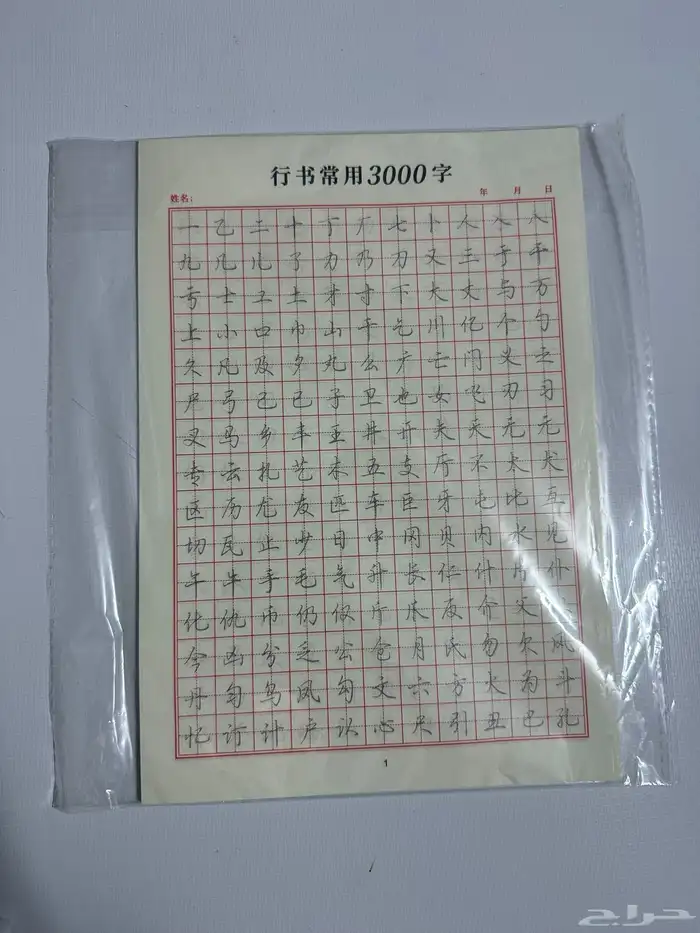 行书常用3000字
姓名： 年 月 日
一 乙 二 十 丁 厂 七 卜 人 入 八
九 几 儿 了 力 乃 刀 又 三 于 干
亏 士 工 土 才 寸 下 大 丈 与 万
上 小 口 巾 山 千 乞 川 亿 个 勺
久 凡 及 夕 丸 么 广 亡 门 义 之
尸 弓 己 已 子 卫 也 女 飞 刃 习
叉 马 乡 丰 王 井 开 夫 天 无 元
专 云 扎 艺 木 五 支 厅 不 太 犬
区 历 尤 友 匹 车 巨 牙 屯 比 互
切 瓦 止 少 日 中 冈 贝 内 水 见
午 牛 手 毛 气 升 长 仁 什 片 仆
化 仇 币 仍 仅 斤 爪 反 介 父
今 凶 分 乏 公 仓 月 氏 勿 欠 风
丹 匀 乌 凤 勾 文 六 方 火 为 斗
忆 订 计 户 认 心 尺 引 丑 巴 孔
1
حراج